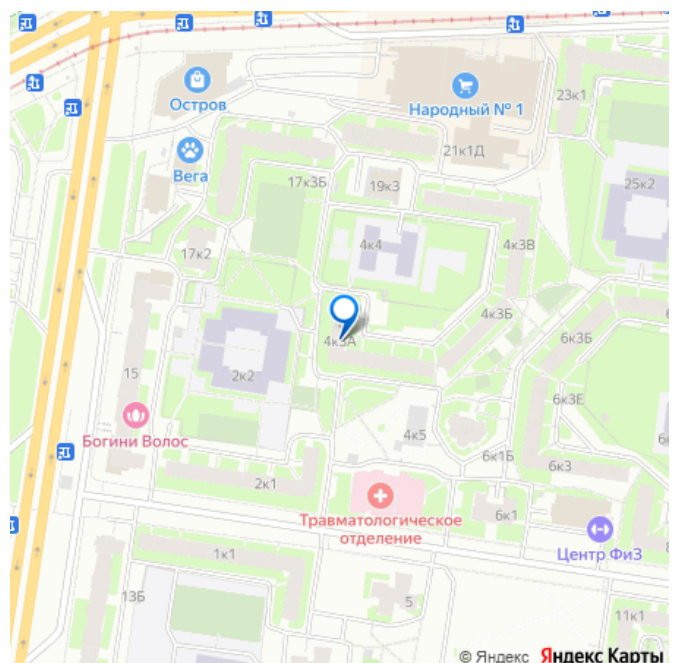 23к1
Остров
Народный № 1
21к1Д
Вега
17к3Б
19к3
25к2
4к4
4к3В
17к2
4к3Б
4к3А
6к3Б
15
2к2
6к3Е
Богини Волос
4к5
6к1Б
6к3
2к1
6к1
Травматологическое
отделение
Центр ФиЗ
1к1
13Б
5
11к1
© Яндекс Яндекс Карты